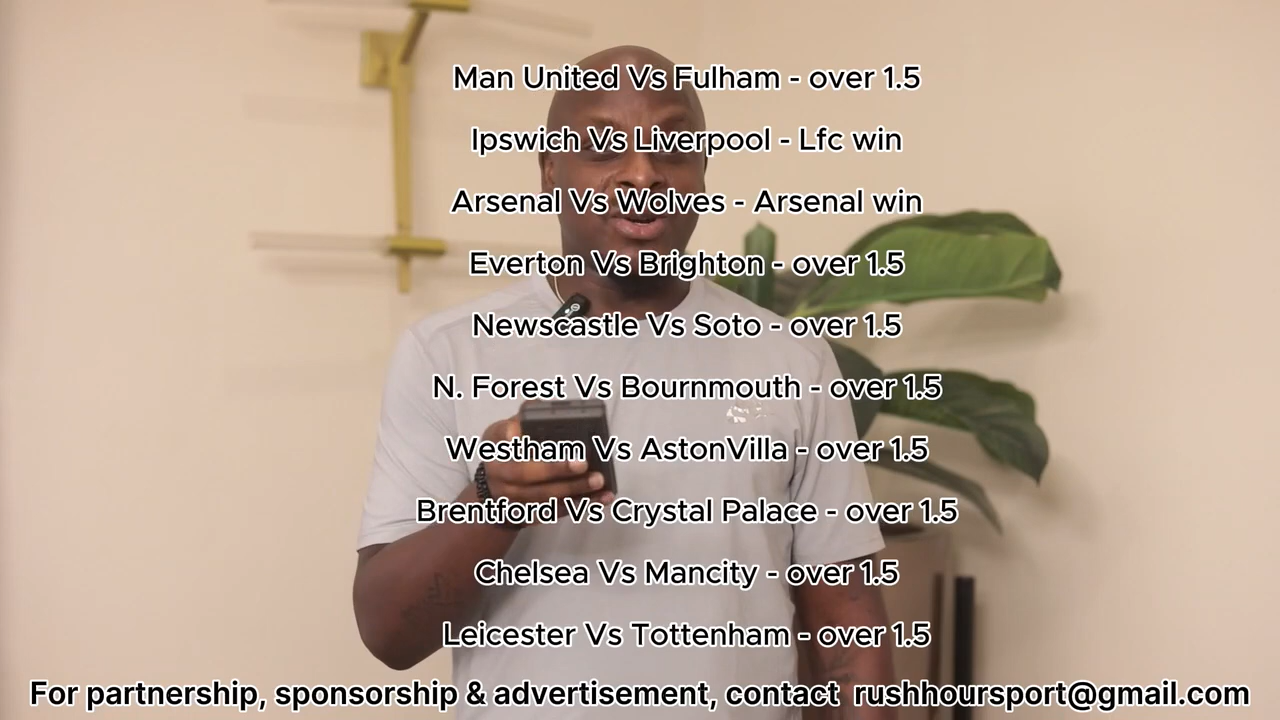 Man United Vs Fulham - over 1.5
Ipswich Vs Liverpool - Lfc win
Arsenal Vs Wolves - Arsenal win
Everton Vs Brighton - over 1.5
Newscastle Vs Soto - over 1.5
N. Forest Vs Bournmouth - over 1.5
Westham Vs AstonVilla - over 1.5
Brentford Vs Crystal Palace - over 1.5
Chelsea Vs Mancity - over 1.5
Leicester Vs Tottenham - over 1.5
For partnership, sponsorship & advertisement, contact rushhoursport@gmail.com